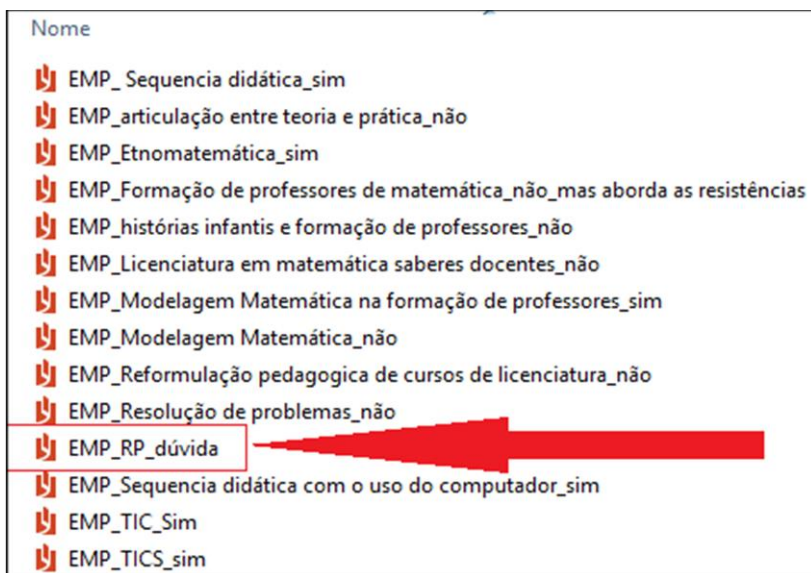 Nome
EMP_ Sequencia didática_sim
EMP_articulação entre teoria e prática_não
EMP_Etnomatemática_sim
EMP_Formação de professores de matemática_não_mas aborda as resistências
EMP_histórias infantis e formação de professores_não
EMP_Licenciatura em matemática saberes docentes_não
EMP_Modelagem Matemática na formação de professores_sim
EMP_Modelagem Matemática_não
EMP_Reformulação pedagogica de cursos de licenciatura_não
EMP_Resolução de problemas_não
EMP_RP_dúvida
EMP_Sequencia didática com o uso do computador_sim
EMP_TIC_Sim
EMP_TICS_sim